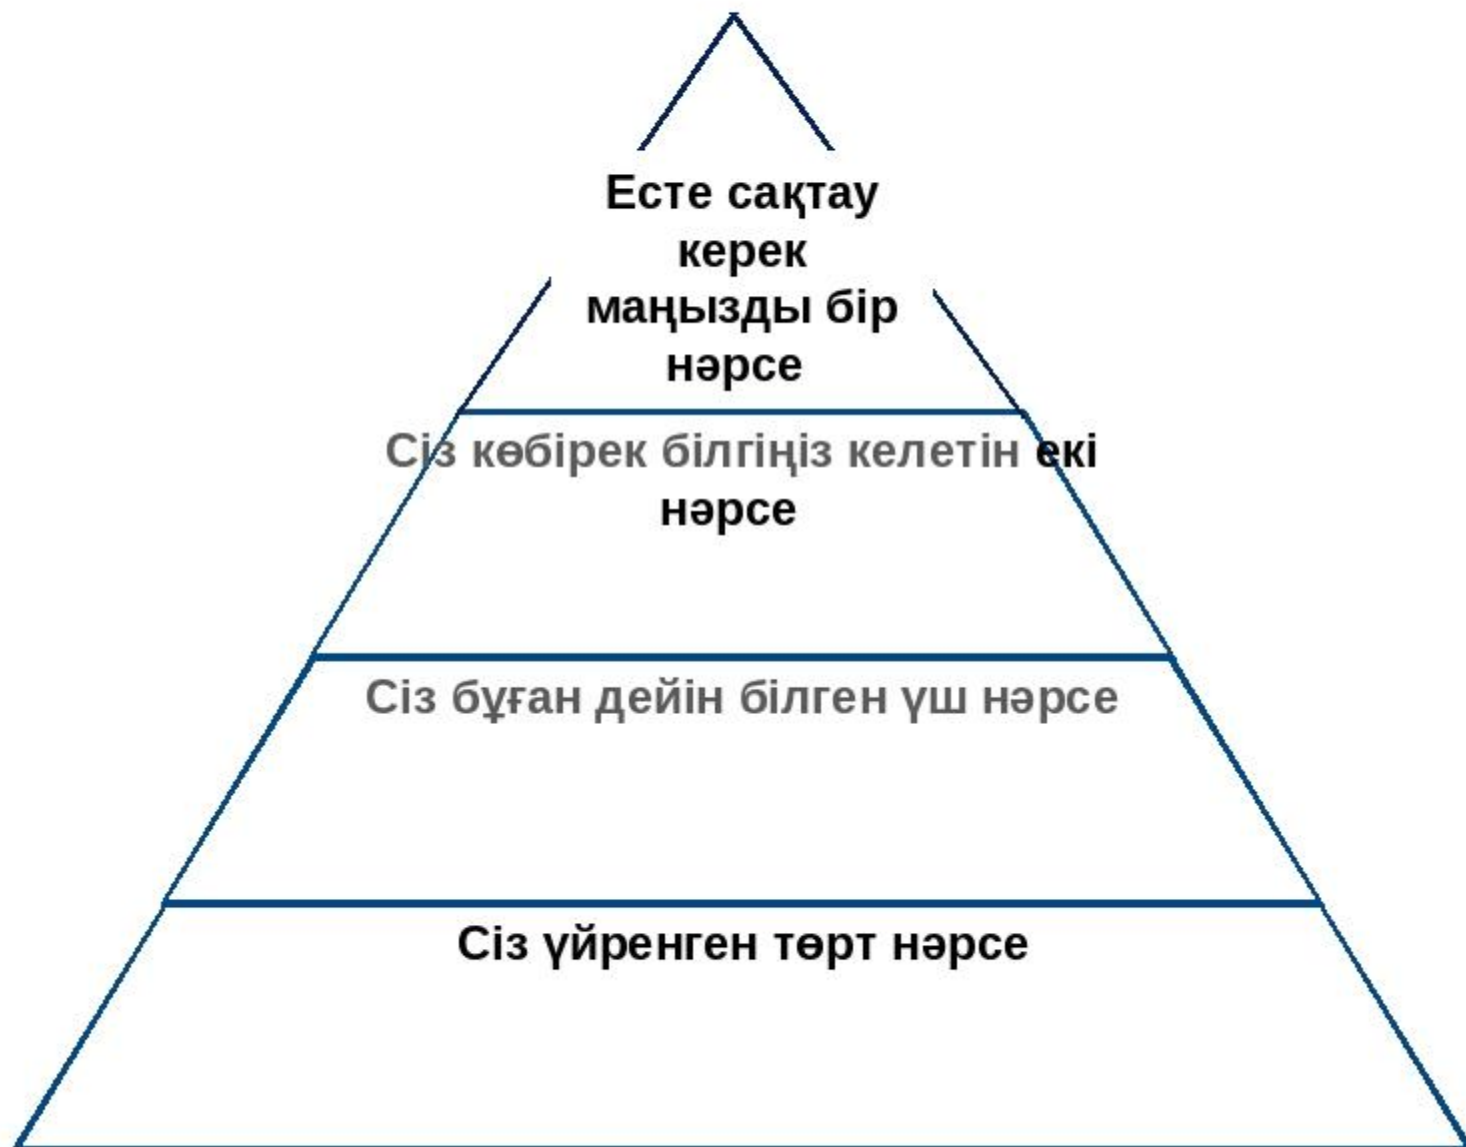 Есте сақтау
керек
маңызды бір
нәрсе
Сіз көбірек білгіңіз келетін екі
нәрсе
Сіз бұған дейін білген үш нәрсе
Сіз үйренген төрт нәрсе